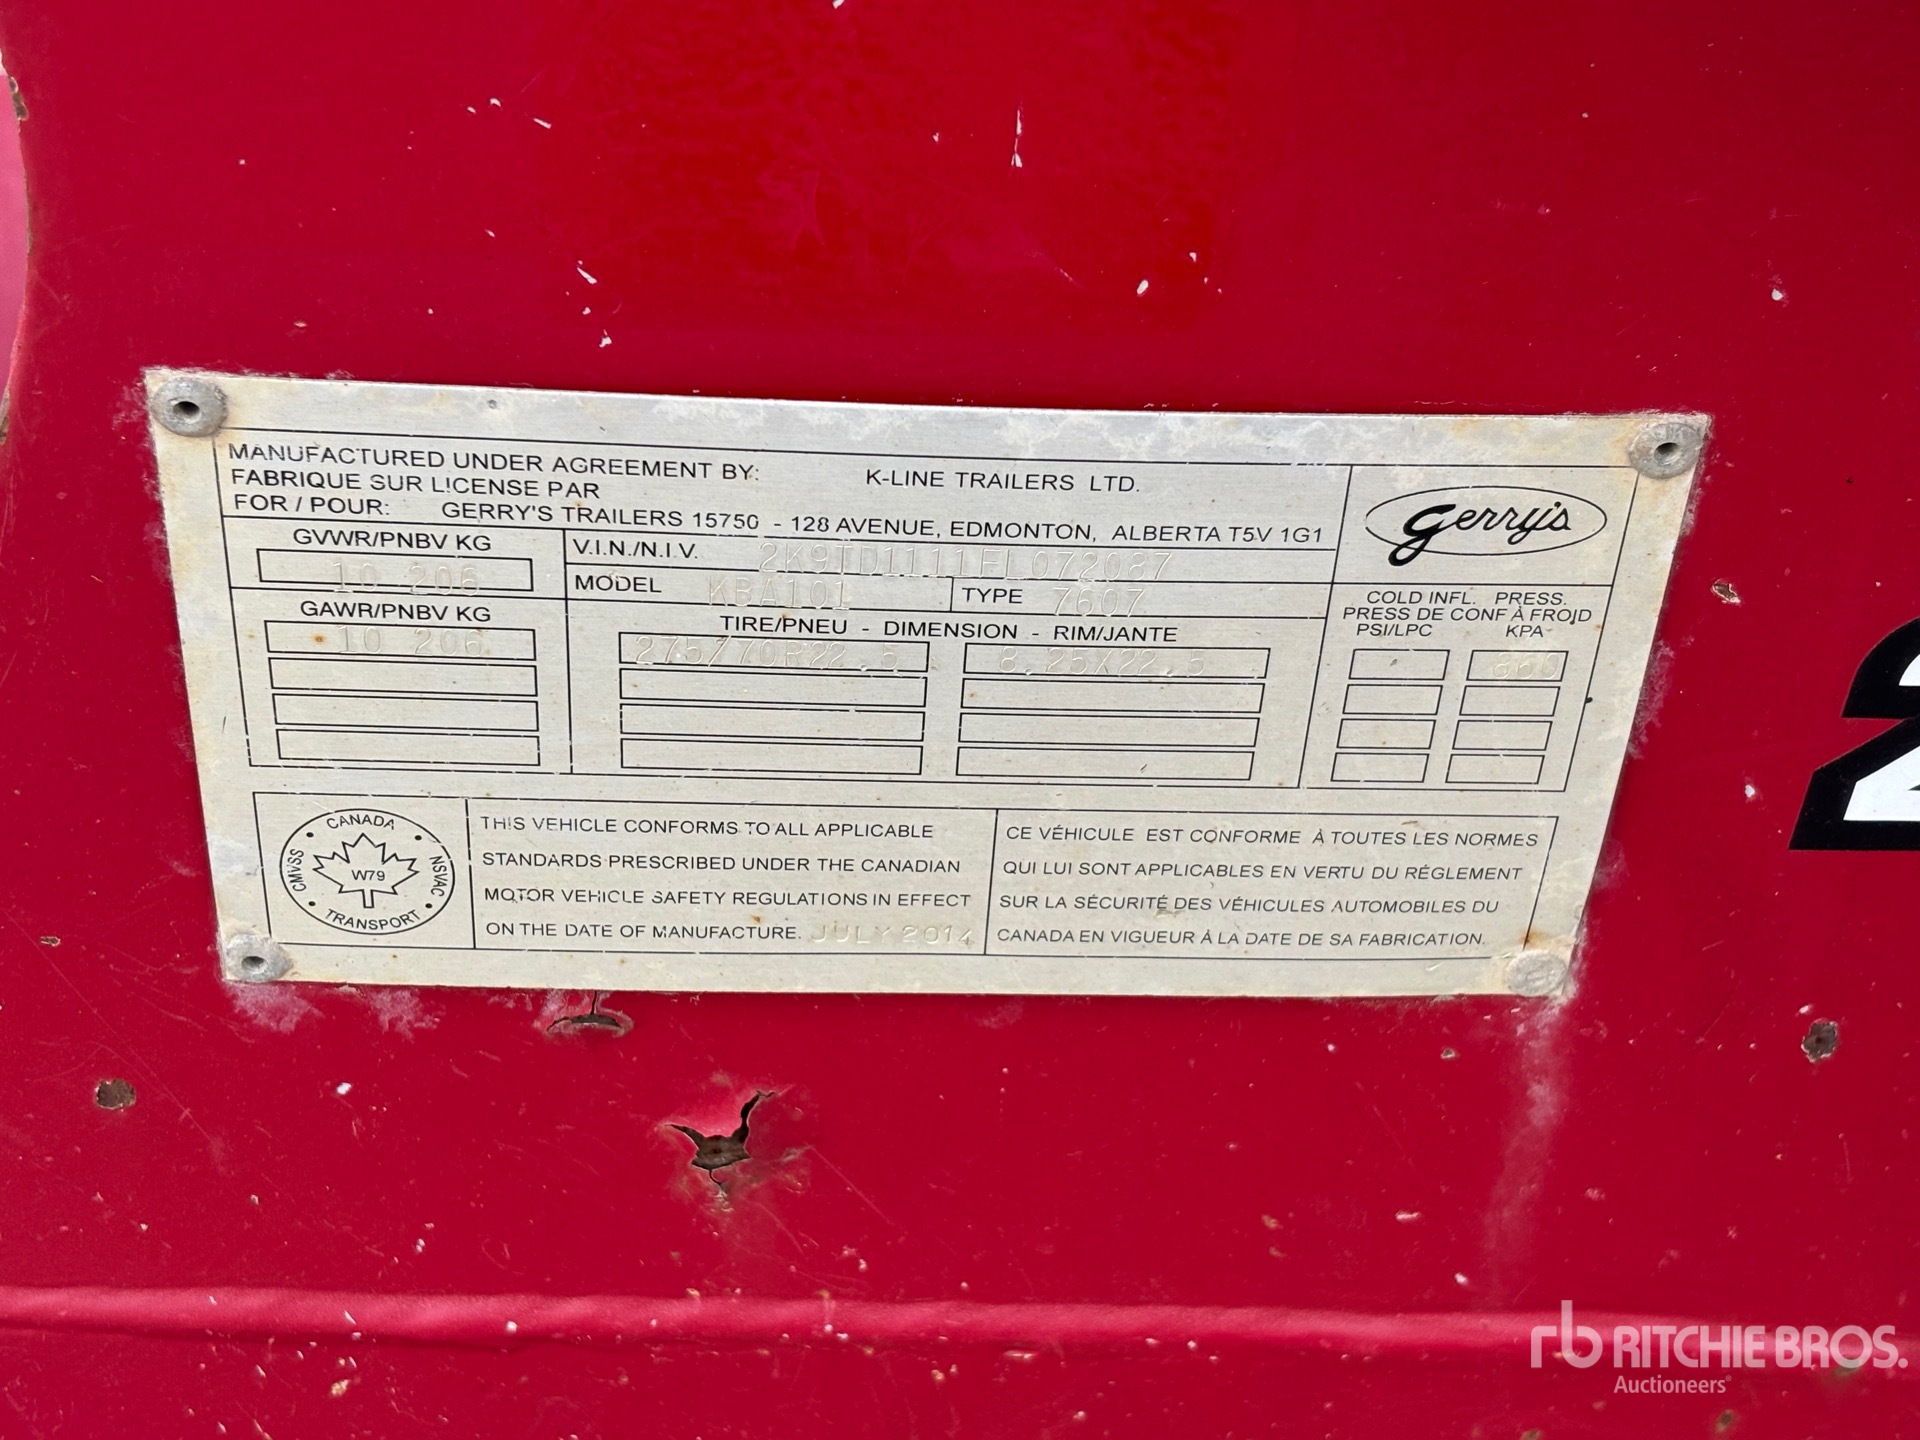 MANUFACTURED UNDER AGREEMENT BY: K-LINE TRAILERS LTD.
FABRIQUE SUR LICENSE PAR
FOR / POUR: GERRY'S TRAILERS 15750 - 128 AVENUE, EDMONTON, ALBERTA T5V 1G1
Gerry's
GVWR/PNBV KG
10 206
V.I.N./N.I.V. 2K9TD1111FL072087
MODEL KBA101 TYPE 7607
GAWR/PNBV KG
10 206
TIRE/PNEU - DIMENSION - RIM/JANTE
275/70R22.5 8.25X22.5
COLD INFL. PRESS.
PRESS DE CONF À FROID
PSI/LPC KPA
860
CANADA
CMVSS W79 NSVAC
TRANSPORT
THIS VEHICLE CONFORMS TO ALL APPLICABLE
STANDARDS PRESCRIBED UNDER THE CANADIAN
MOTOR VEHICLE SAFETY REGULATIONS IN EFFECT
ON THE DATE OF MANUFACTURE. JULY 2014
CE VÉHICULE EST CONFORME À TOUTES LES NORMES
QUI LUI SONT APPLICABLES EN VERTU DU RÉGLEMENT
SUR LA SÉCURITÉ DES VÉHICULES AUTOMOBILES DU
CANADA EN VIGUEUR À LA DATE DE SA FABRICATION.
2
rb RITCHIE BROS.
Auctioneers